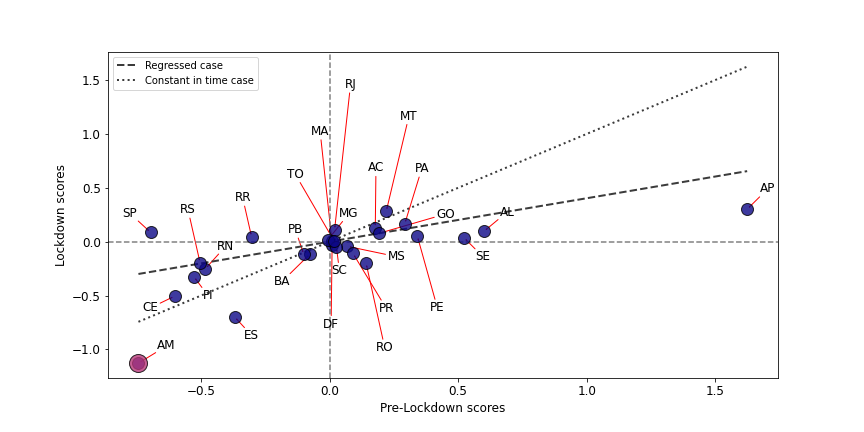 Regressed case
Constant in time case
RJ
MT
MA
AC
PA
TO
AP
RR
SP
RS
MG
GO
AL
PB
RN
MS
SE
SC
BA
PI
CE
PR
PE
DF
ES
AM
RO
1.5
1.0
0.5
0.0
−0.5
−1.0
Lockdown scores
−0.5
0.0
0.5
1.0
1.5
Pre-Lockdown scores